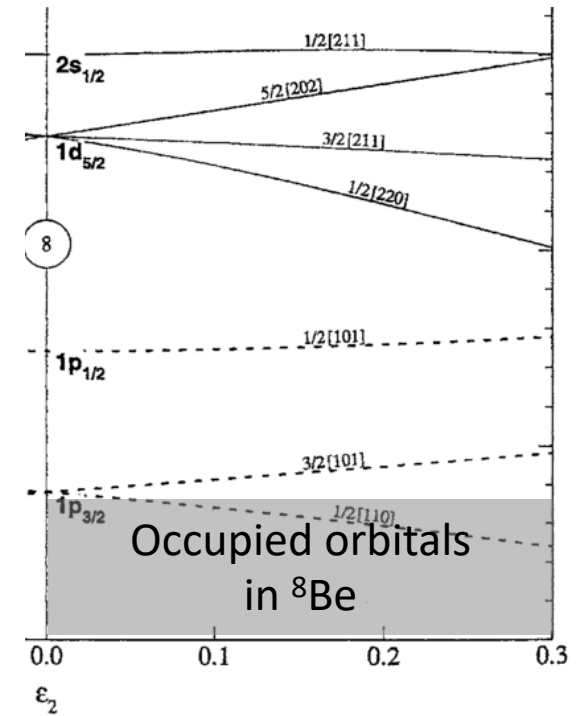 1/2[211]
2s1/2
5/2[202]
3/2[211]
1d5/2
1/2[220]
8
1/2[101]
1p1/2
3/2[101]
1p3/2
1/2[110]
Occupied orbitals
in ⁸Be
0.0 0.1 0.2 0.3
ε₂